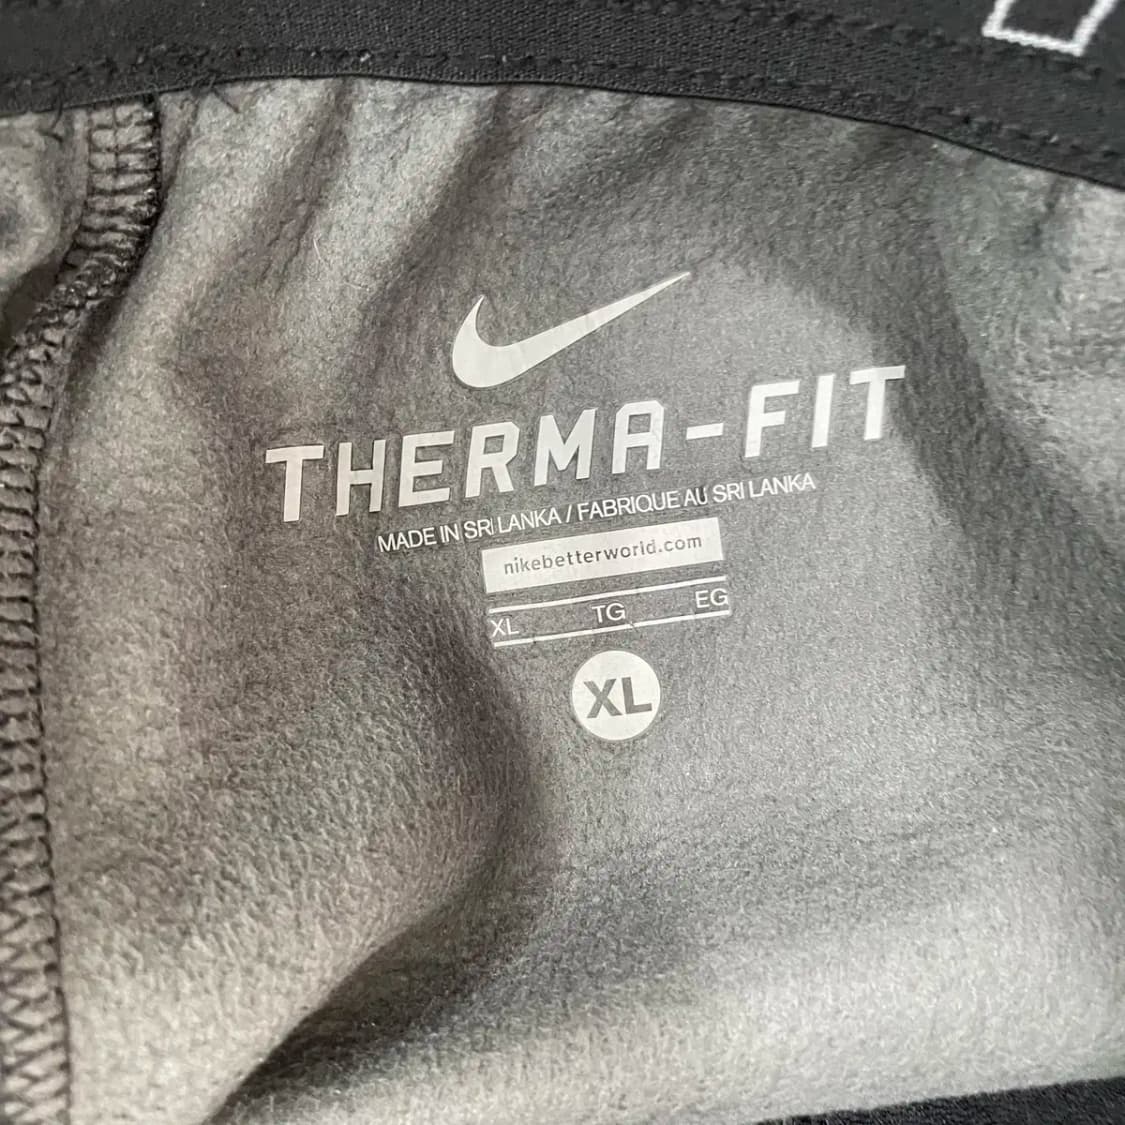 THERMA-FIT
MADE IN SRI LANKA / FABRIQUE AU SRI LANKA
nikebetterworld.com
XL TG EG
XL